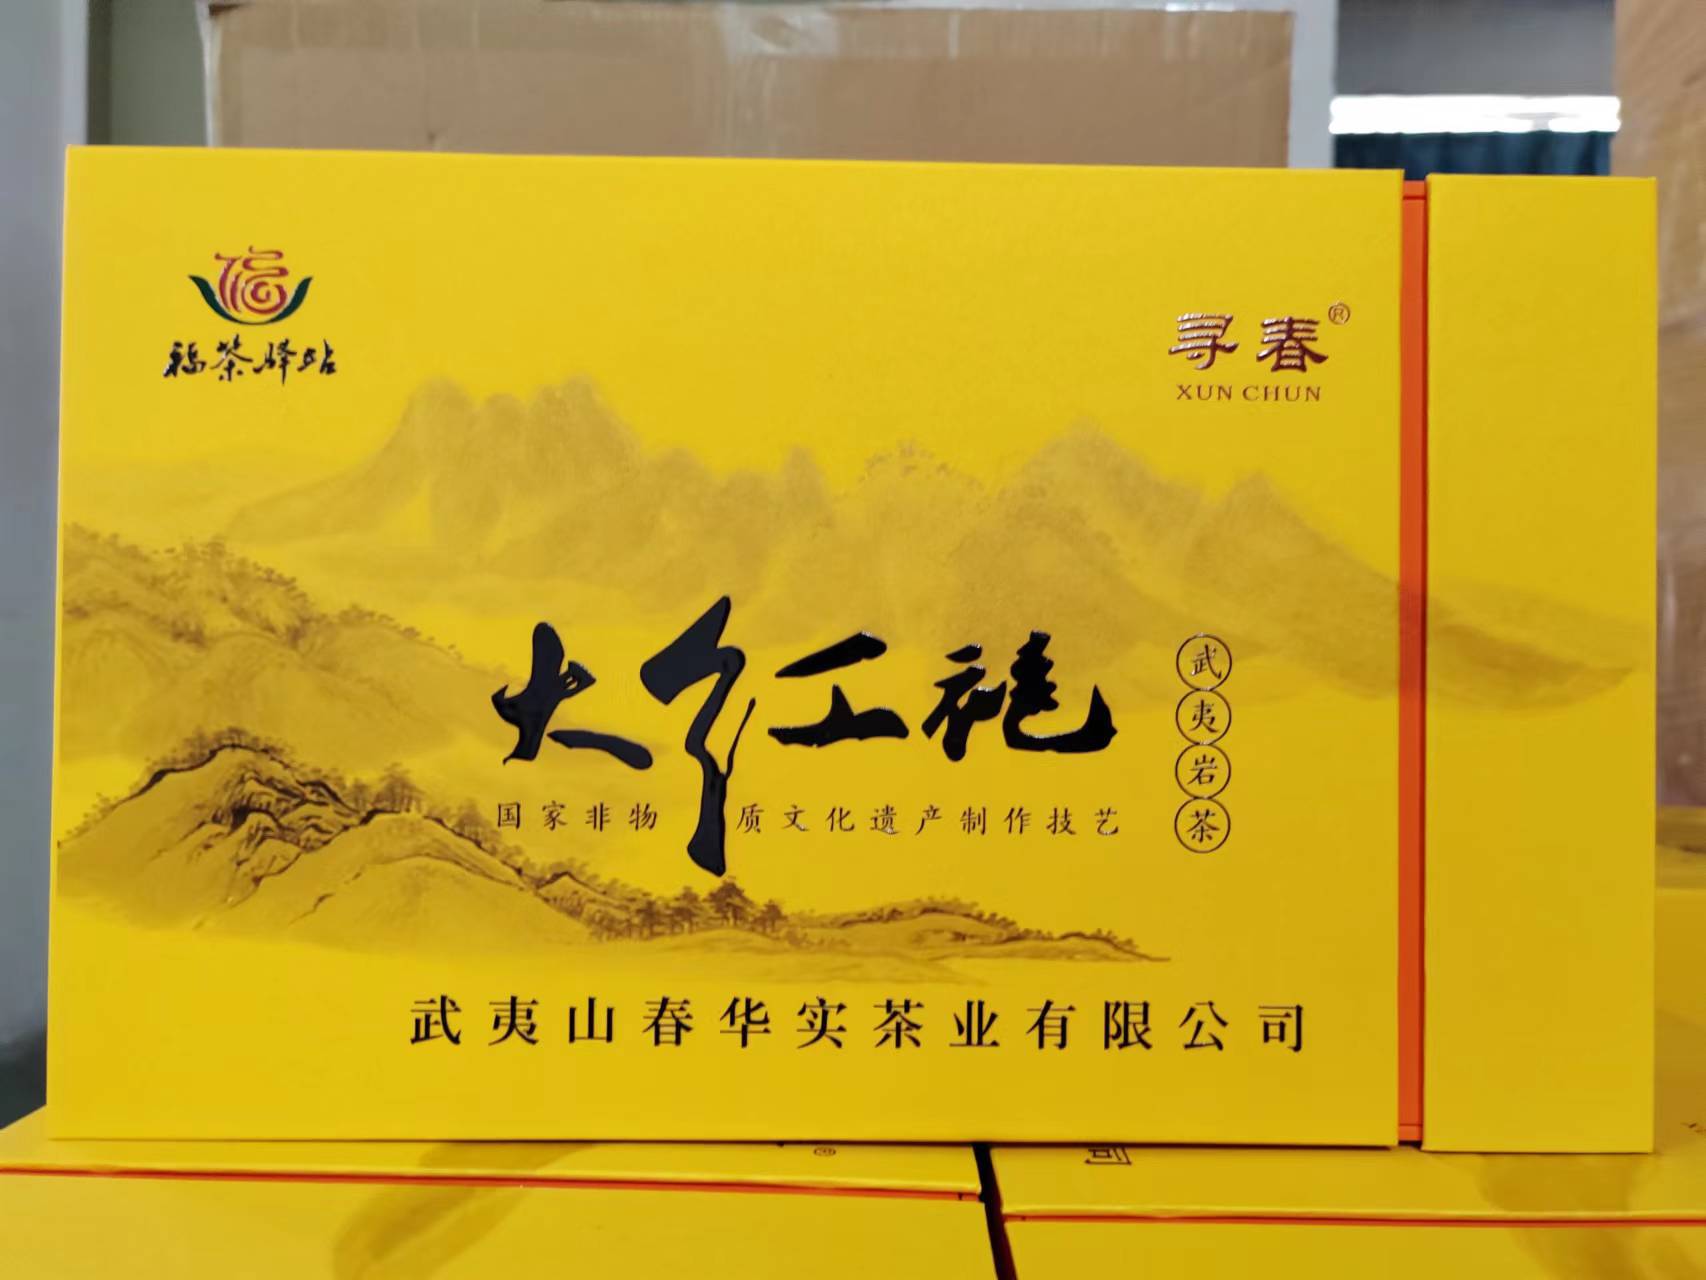 福茶驿站
寻春®
XUN CHUN
大红袍
武夷岩茶
国家非物质文化遗产制作技艺
武夷山春华实茶业有限公司
®
司